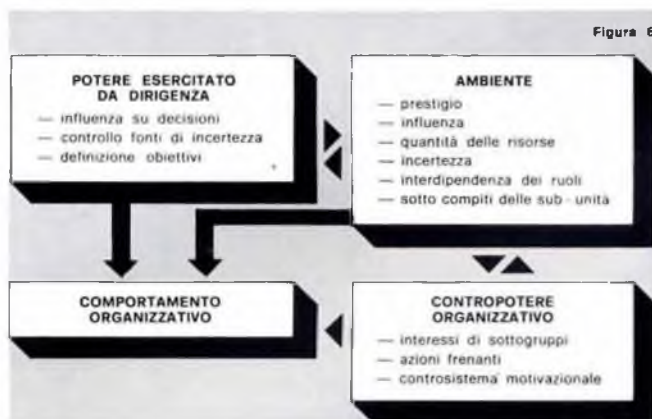 Figura 6
POTERE ESERCITATO
DA DIRIGENZA
— influenza su decisioni
— controllo fonti di incertezza
— definizione obiettivi
AMBIENTE
— prestigio
— influenza
— quantità delle risorse
— incertezza
— interdipendenza dei ruoli
— sotto compiti delle sub-unità
COMPORTAMENTO
ORGANIZZATIVO
CONTROPOTERE
ORGANIZZATIVO
— interessi di sottogruppi
— azioni frenanti
— controsistema motivazionale